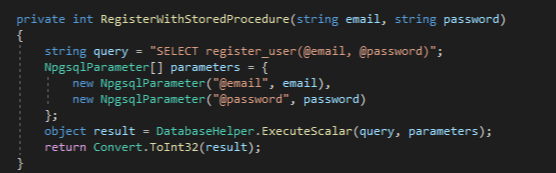 private int RegisterWithStoredProcedure(string email, string password)
{
string query = "SELECT register_user(@email, @password)";
NpgsqlParameter[] parameters = {
new NpgsqlParameter("@email", email),
new NpgsqlParameter("@password", password)
};
object result = DatabaseHelper.ExecuteScalar(query, parameters);
return Convert.ToInt32(result);
}